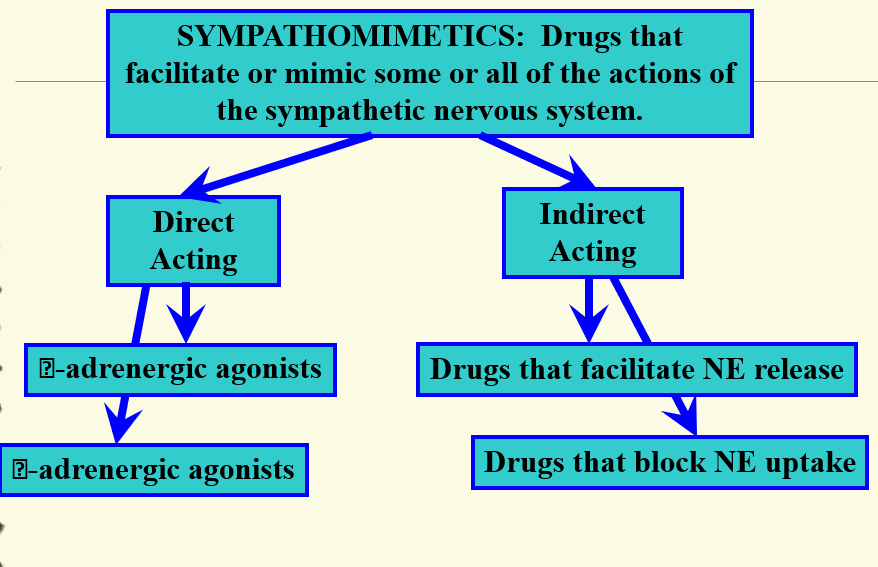 SYMPATHOMIMETICS: Drugs that
facilitate or mimic some or all of the actions of
the sympathetic nervous system.
Direct
Acting
Indirect
Acting
⍰-adrenergic agonists
Drugs that facilitate NE release
⍰-adrenergic agonists
Drugs that block NE uptake